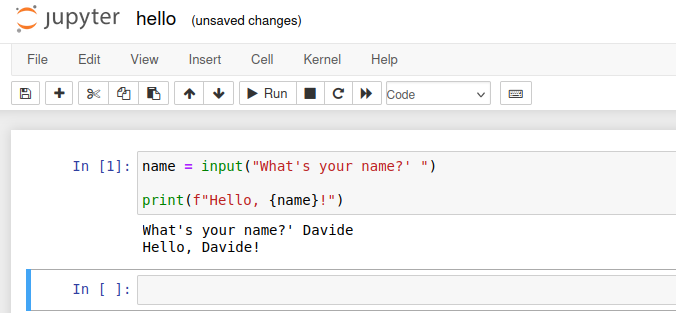 jupyter hello (unsaved changes)
File Edit View Insert Cell Kernel Help
Run Code
In [1]: name = input("What's your name?' ")
print(f"Hello, {name}!")
What's your name?' Davide
Hello, Davide!
In [ ]: